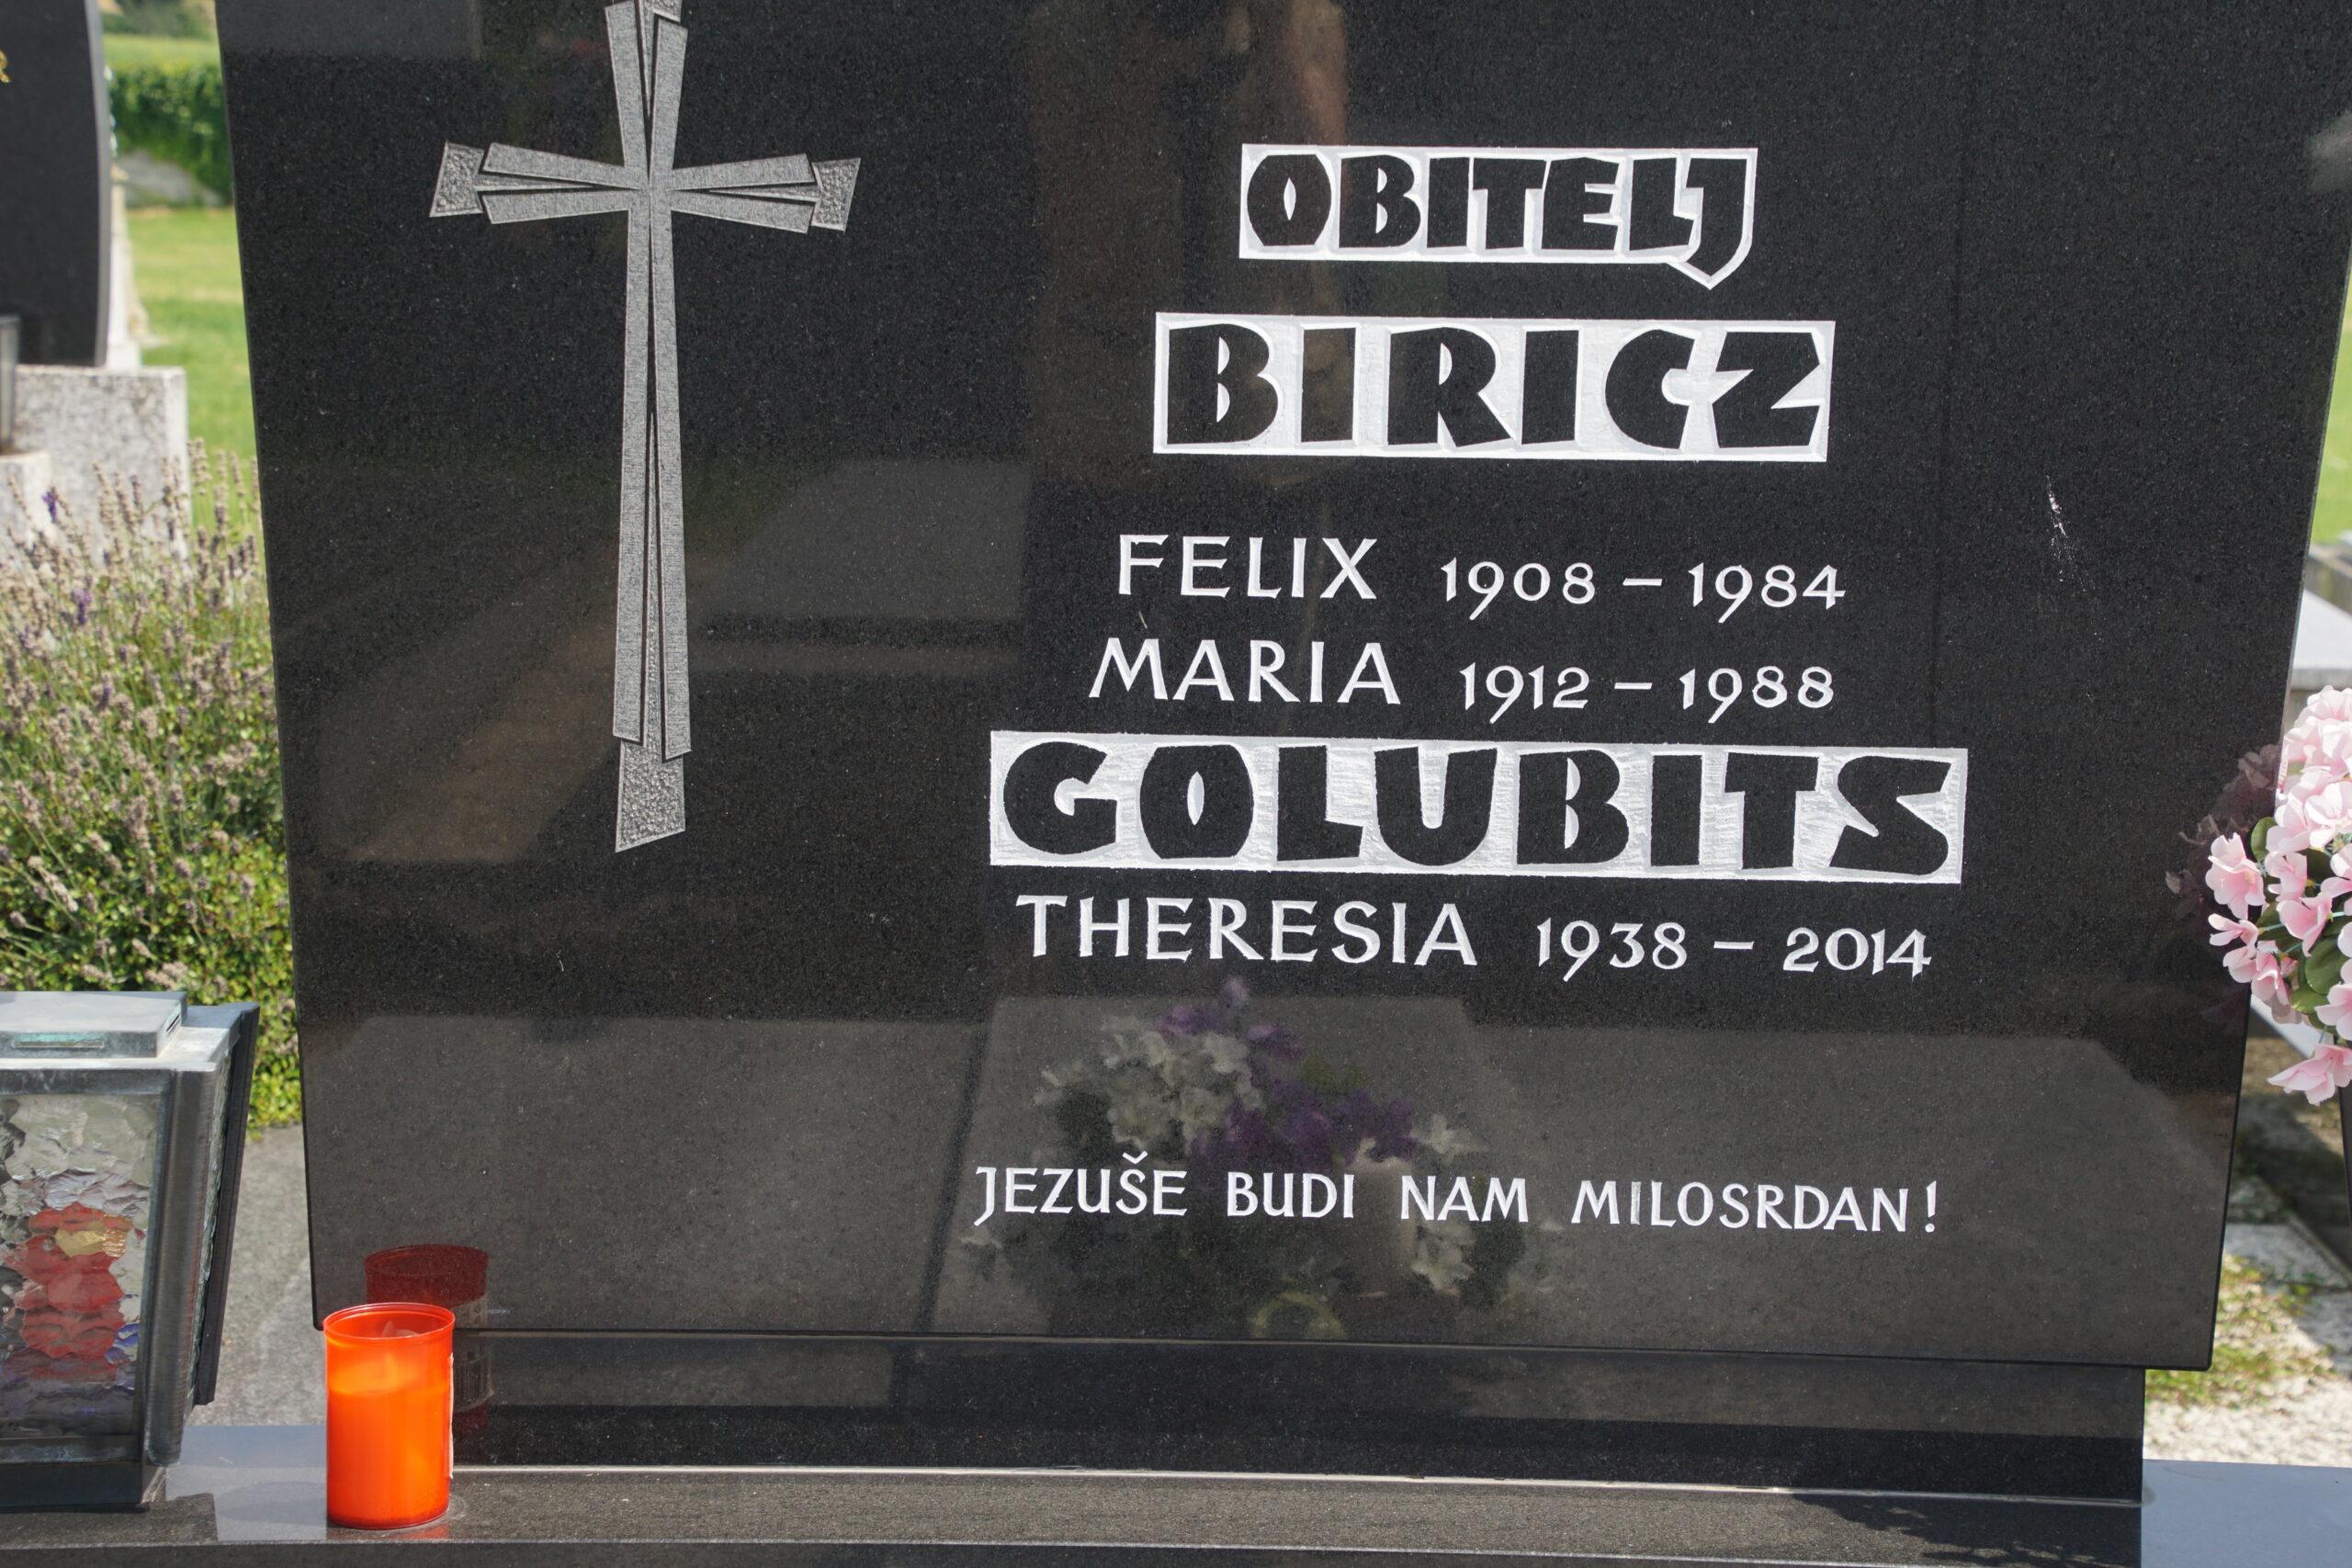 OBITELJ
BIRICZ
FELIX 1908 – 1984
MARIA 1912 – 1988
GOLUBITS
THERESIA 1938 – 2014
JEZUŠE BUDI NAM MILOSRDAN!